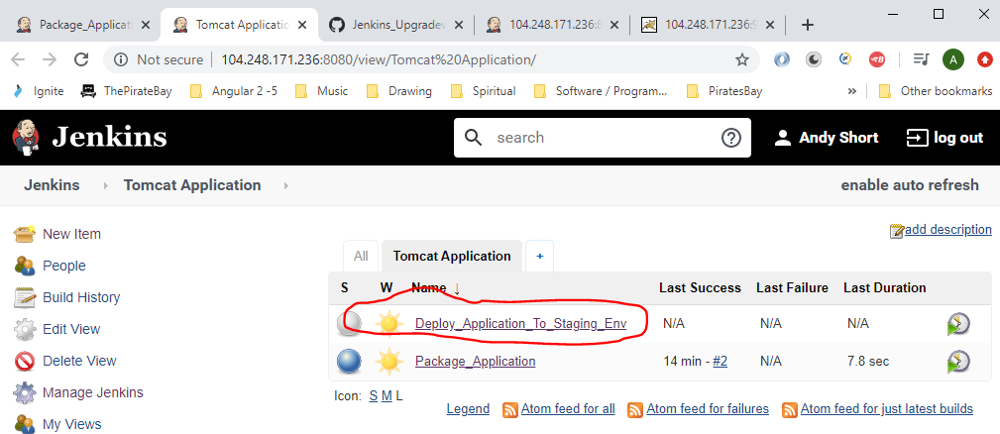 Package_Applicati
Tomcat Applicatio
Jenkins_Upgradev
104.248.171.236:8
104.248.171.236:9
Not secure 104.248.171.236:8080/view/Tomcat%20Application/
A
Ignite ThePirateBay Angular 2 -5 Music Drawing Spiritual Software / Program... PiratesBay » Other bookmarks
Jenkins search Andy Short log out
Jenkins Tomcat Application enable auto refresh
add description
New Item
People
Build History
Edit View
Delete View
Manage Jenkins
My Views
All Tomcat Application +
S W Name ↓ Last Success Last Failure Last Duration
Deploy_Application_To_Staging_Env N/A N/A N/A
Package_Application 14 min - #2 N/A 7.8 sec
Icon: S M L
Legend Atom feed for all Atom feed for failures Atom feed for just latest builds